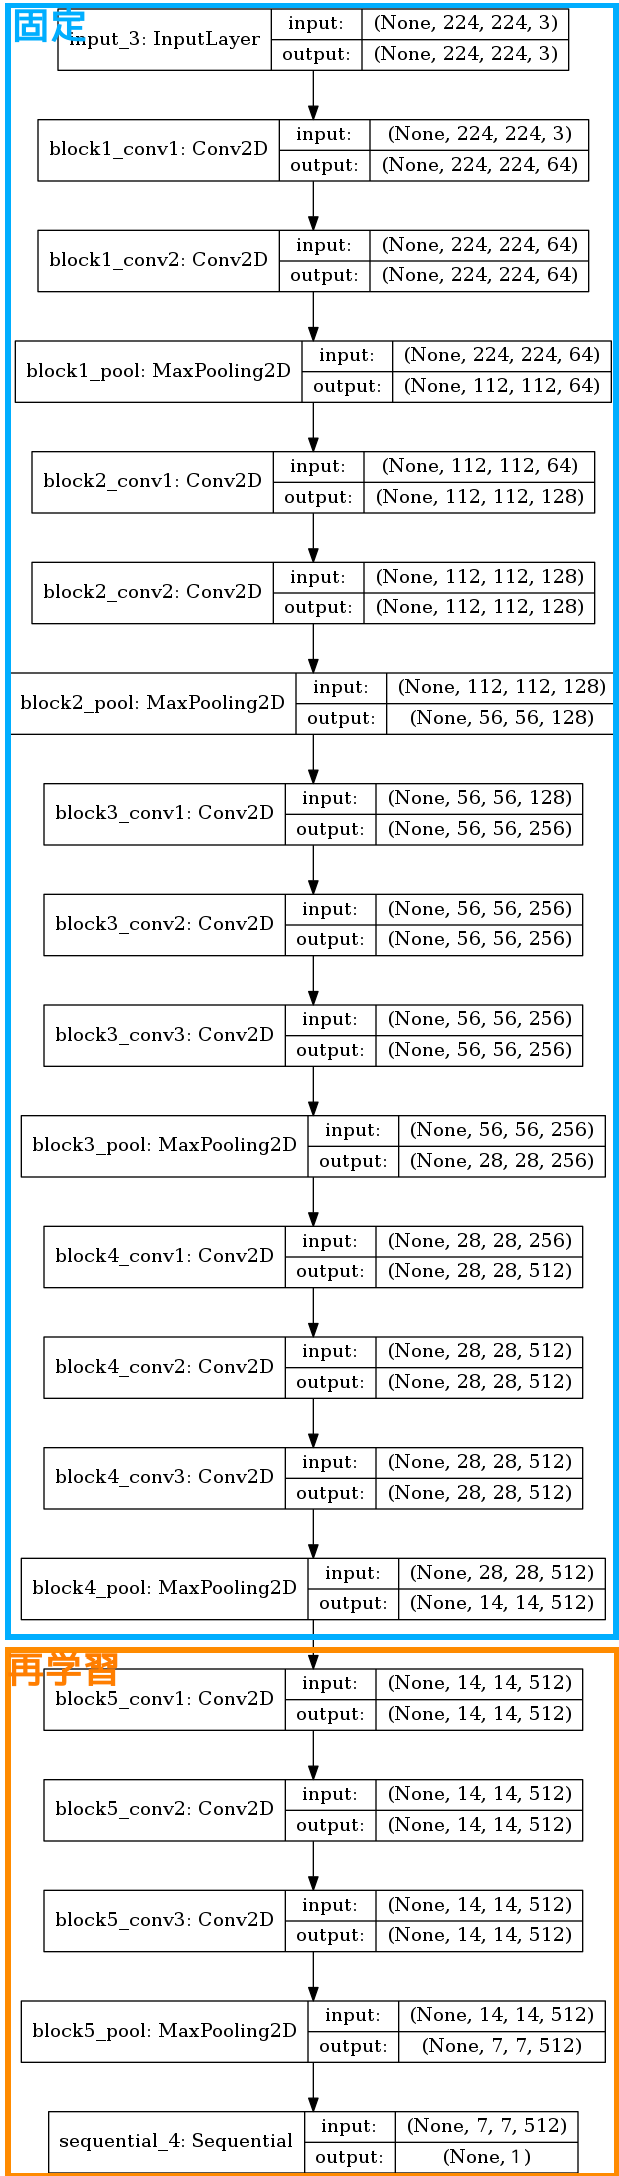 固定
input_3: InputLayer
input:
(None, 224, 224, 3)
output:
(None, 224, 224, 3)
block1_conv1: Conv2D
input:
(None, 224, 224, 3)
output:
(None, 224, 224, 64)
block1_conv2: Conv2D
input:
(None, 224, 224, 64)
output:
(None, 224, 224, 64)
block1_pool: MaxPooling2D
input:
(None, 224, 224, 64)
output:
(None, 112, 112, 64)
block2_conv1: Conv2D
input:
(None, 112, 112, 64)
output:
(None, 112, 112, 128)
block2_conv2: Conv2D
input:
(None, 112, 112, 128)
output:
(None, 112, 112, 128)
block2_pool: MaxPooling2D
input:
(None, 112, 112, 128)
output:
(None, 56, 56, 128)
block3_conv1: Conv2D
input:
(None, 56, 56, 128)
output:
(None, 56, 56, 256)
block3_conv2: Conv2D
input:
(None, 56, 56, 256)
output:
(None, 56, 56, 256)
block3_conv3: Conv2D
input:
(None, 56, 56, 256)
output:
(None, 56, 56, 256)
block3_pool: MaxPooling2D
input:
(None, 56, 56, 256)
output:
(None, 28, 28, 256)
block4_conv1: Conv2D
input:
(None, 28, 28, 256)
output:
(None, 28, 28, 512)
block4_conv2: Conv2D
input:
(None, 28, 28, 512)
output:
(None, 28, 28, 512)
block4_conv3: Conv2D
input:
(None, 28, 28, 512)
output:
(None, 28, 28, 512)
block4_pool: MaxPooling2D
input:
(None, 28, 28, 512)
output:
(None, 14, 14, 512)
再学習
block5_conv1: Conv2D
input:
(None, 14, 14, 512)
output:
(None, 14, 14, 512)
block5_conv2: Conv2D
input:
(None, 14, 14, 512)
output:
(None, 14, 14, 512)
block5_conv3: Conv2D
input:
(None, 14, 14, 512)
output:
(None, 14, 14, 512)
block5_pool: MaxPooling2D
input:
(None, 14, 14, 512)
output:
(None, 7, 7, 512)
sequential_4: Sequential
input:
(None, 7, 7, 512)
output:
(None, 1)